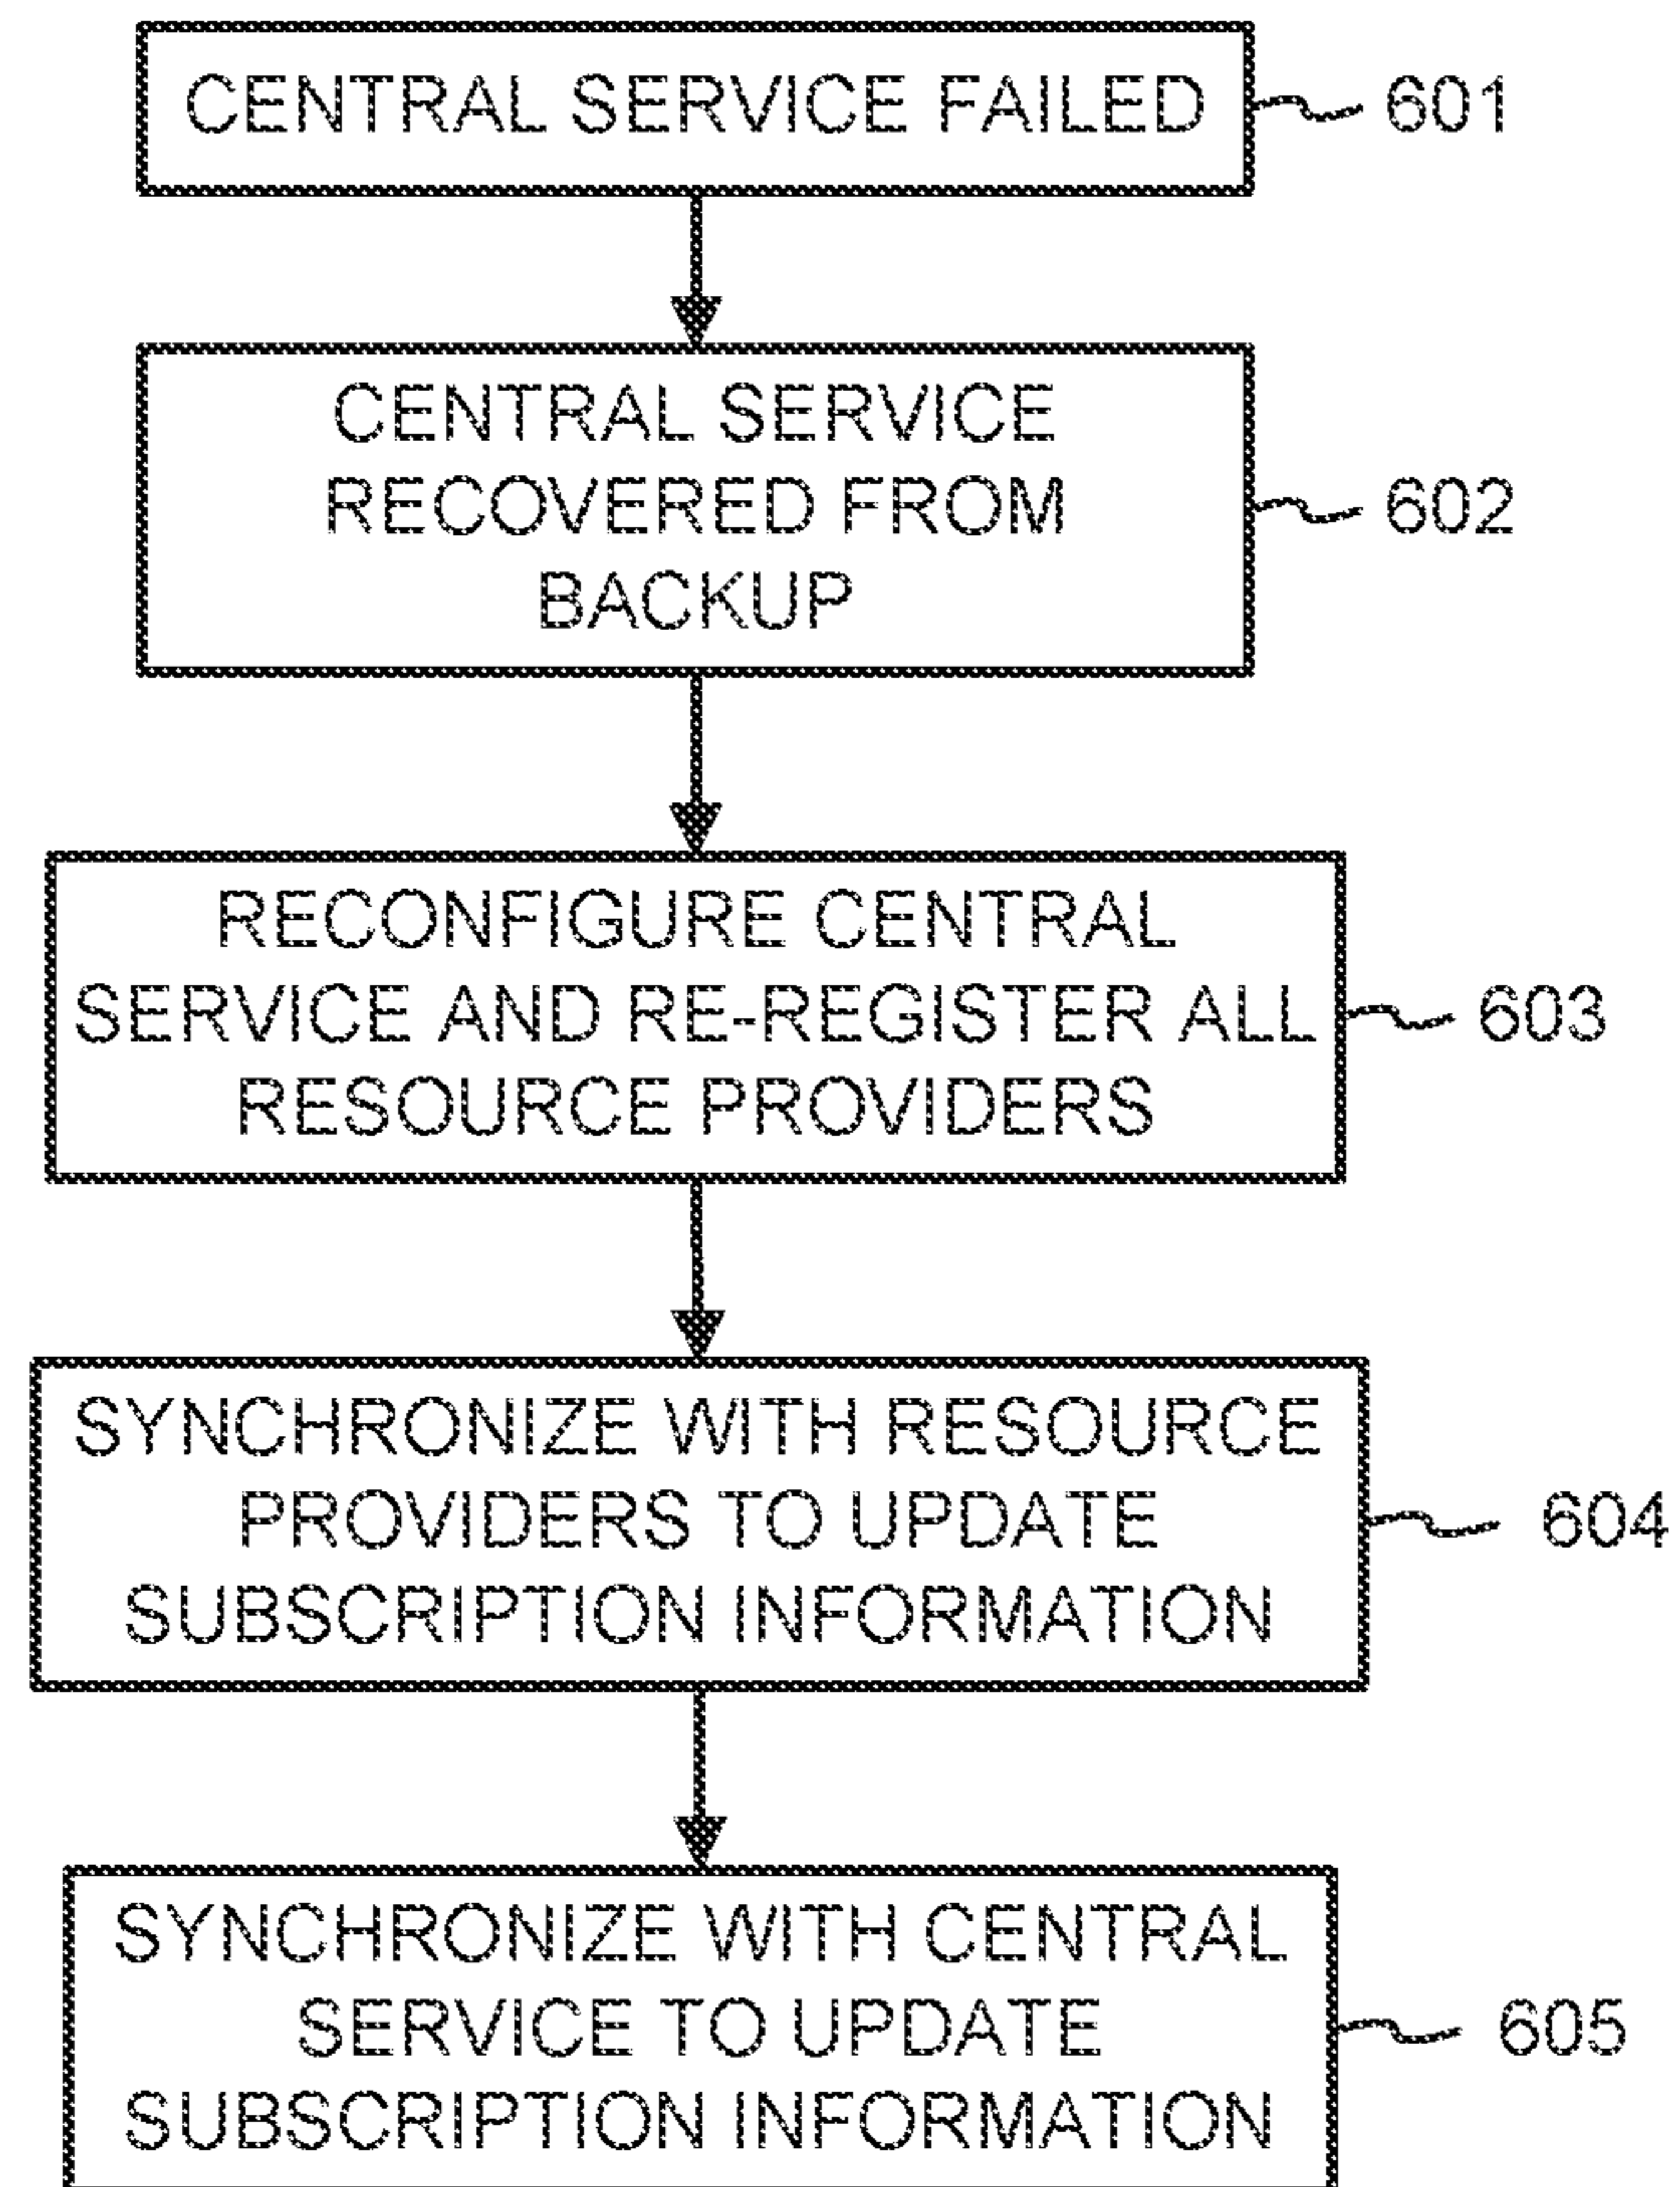 CENTRAL SERVICE FAILED
601
CENTRAL SERVICE
RECOVERED FROM
BACKUP
602
RECONFIGURE CENTRAL
SERVICE AND RE-REGISTER ALL
RESOURCE PROVIDERS
603
SYNCHRONIZE WITH RESOURCE
PROVIDERS TO UPDATE
SUBSCRIPTION INFORMATION
604
SYNCHRONIZE WITH CENTRAL
SERVICE TO UPDATE
SUBSCRIPTION INFORMATION
605